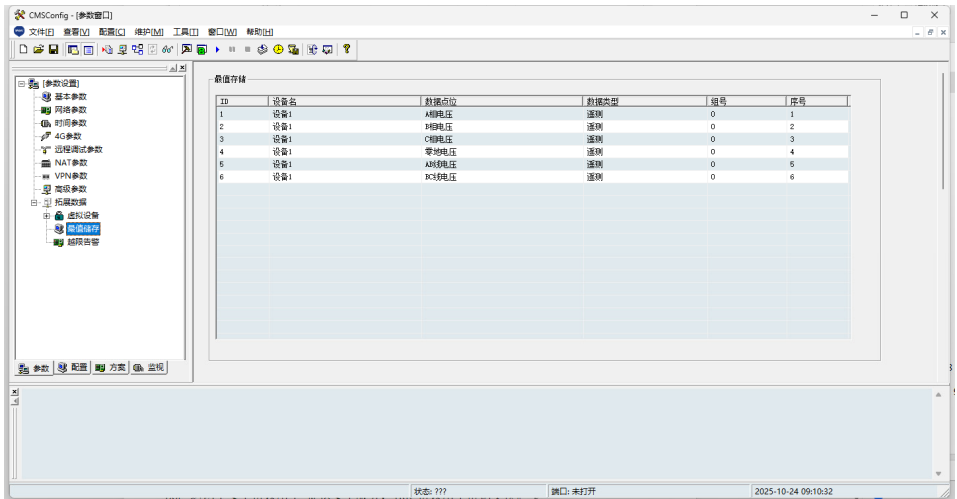 CMSConfig - [参数窗口]
文件[F] 查看[V] 配置[C] 维护[M] 工具[T] 窗口[W] 帮助[H]
[参数设置]
基本参数
网络参数
时间参数
4G参数
远程调试参数
NAT参数
VPN参数
高级参数
拓展数据
虚拟设备
最值储存
越限告警
参数 配置 方案 监视
最值存储
ID 设备名 数据点位 数据类型 组号 序号
1 设备1 A相电压 遥测 0 1
2 设备1 B相电压 遥测 0 2
3 设备1 C相电压 遥测 0 3
4 设备1 零地电压 遥测 0 4
5 设备1 AB线电压 遥测 0 5
6 设备1 BC线电压 遥测 0 6
状态: ??? 端口: 未打开 2025-10-24 09:10:32